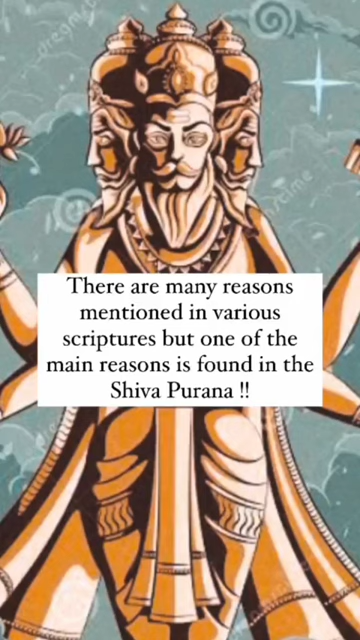 There are many reasons
mentioned in various
scriptures but one of the
main reasons is found in the
Shiva Purana !!